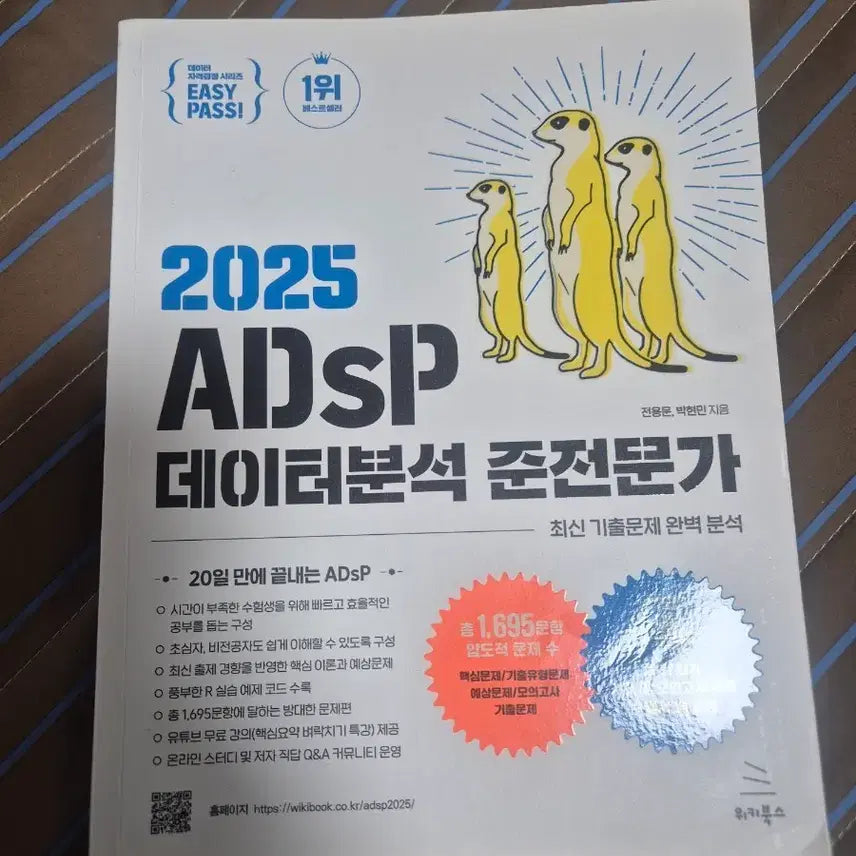 데이터
자격검정 시리즈
EASY
PASS!
1위
베스트셀러
2025
ADsP
전용문, 박현민 지음
데이터분석 준전문가
최신 기출문제 완벽 분석
20일 만에 끝내는 ADsP
시간이 부족한 수험생을 위해 빠르고 효율적인
공부를 돕는 구성
초심자, 비전공자도 쉽게 이해할 수 있도록 구성
최신 출제 경향을 반영한 핵심 이론과 예상문제
풍부한 R 실습 예제 코드 수록
총 1,695문항에 달하는 방대한 문제편
유튜브 무료 강의(핵심요약 벼락치기 특강) 제공
온라인 스터디 및 저자 직답 Q&A 커뮤니티 운영
총 1,695문항
압도적 문제 수
핵심문제/기출유형문제
예상문제/모의고사
기출문제
홈페이지 https://wikibook.co.kr/adsp2025/
위키북스